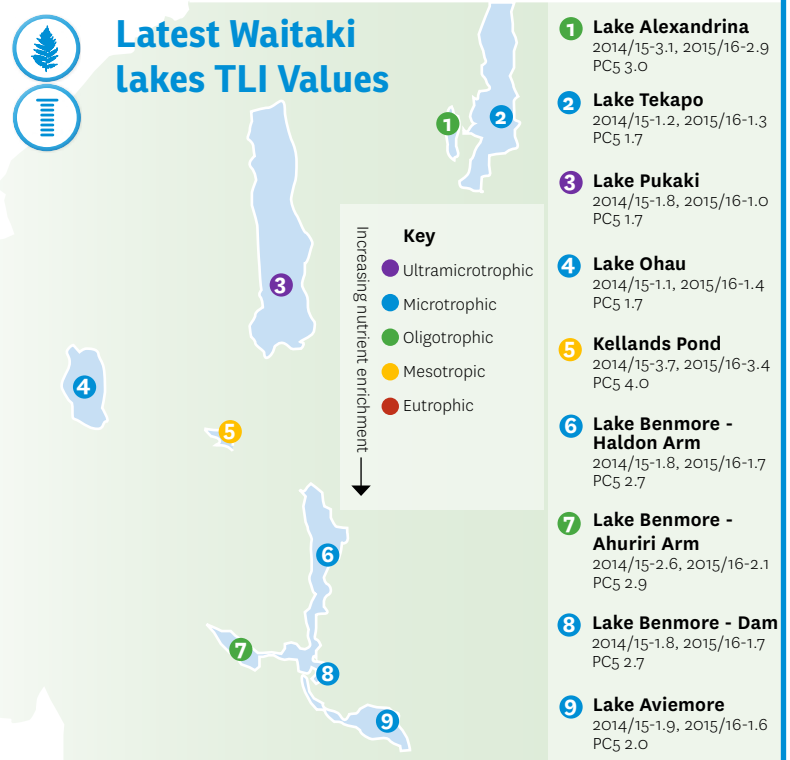 Latest Waitaki
lakes TLI Values
1
2
3
4
5
6
7
8
9
Increasing nutrient enrichment
Key
Ultramicrotrophic
Microtrophic
Oligotrophic
Mesotropic
Eutrophic
1 Lake Alexandrina
2014/15-3.1, 2015/16-2.9
PC5 3.0
2 Lake Tekapo
2014/15-1.2, 2015/16-1.3
PC5 1.7
3 Lake Pukaki
2014/15-1.8, 2015/16-1.0
PC5 1.7
4 Lake Ohau
2014/15-1.1, 2015/16-1.4
PC5 1.7
5 Kellands Pond
2014/15-3.7, 2015/16-3.4
PC5 4.0
6 Lake Benmore -
Haldon Arm
2014/15-1.8, 2015/16-1.7
PC5 2.7
7 Lake Benmore -
Ahuriri Arm
2014/15-2.6, 2015/16-2.1
PC5 2.9
8 Lake Benmore - Dam
2014/15-1.8, 2015/16-1.7
PC5 2.7
9 Lake Aviemore
2014/15-1.9, 2015/16-1.6
PC5 2.0